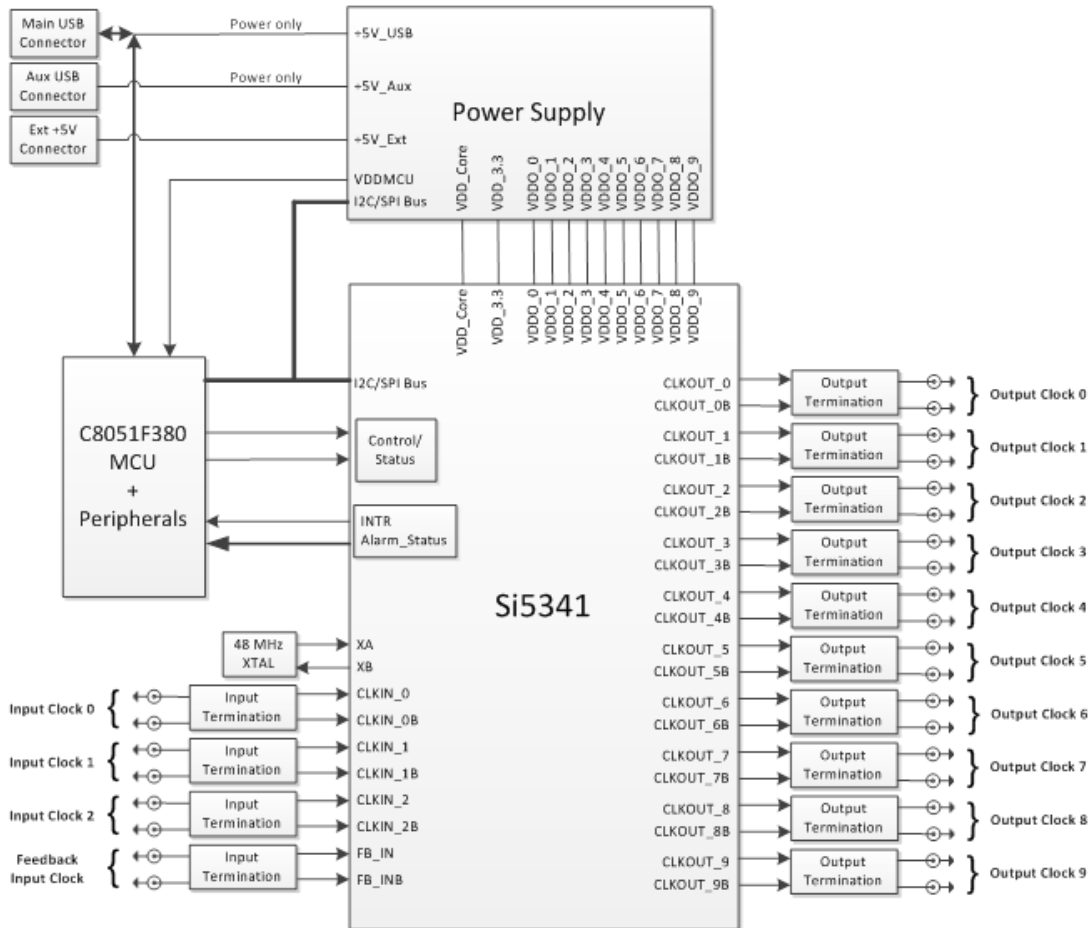 Main USB
Connector
Power only
+5V_USB
Aux USB
Connector
Power only
+5V_Aux
Ext +5V
Connector
+5V_Ext
Power Supply
VDDMCU
I2C/SPI Bus
VDD_Core
VDD_3.3
VDDO_0
VDDO_1
VDDO_2
VDDO_3
VDDO_4
VDDO_5
VDDO_6
VDDO_7
VDDO_8
VDDO_9
VDD_Core
VDD_3.3
VDDO_0
VDDO_1
VDDO_2
VDDO_3
VDDO_4
VDDO_5
VDDO_6
VDDO_7
VDDO_8
VDDO_9
C8051F380
MCU
+
Peripherals
I2C/SPI Bus
Control/
Status
INTR
Alarm_Status
Si5341
48 MHz
XTAL
XA
XB
Input Clock 0
Input
Termination
CLKIN_0
CLKIN_0B
Input Clock 1
Input
Termination
CLKIN_1
CLKIN_1B
Input Clock 2
Input
Termination
CLKIN_2
CLKIN_2B
Feedback
Input Clock
Input
Termination
FB_IN
FB_INB
CLKOUT_0
CLKOUT_0B
Output
Termination
Output Clock 0
CLKOUT_1
CLKOUT_1B
Output
Termination
Output Clock 1
CLKOUT_2
CLKOUT_2B
Output
Termination
Output Clock 2
CLKOUT_3
CLKOUT_3B
Output
Termination
Output Clock 3
CLKOUT_4
CLKOUT_4B
Output
Termination
Output Clock 4
CLKOUT_5
CLKOUT_5B
Output
Termination
Output Clock 5
CLKOUT_6
CLKOUT_6B
Output
Termination
Output Clock 6
CLKOUT_7
CLKOUT_7B
Output
Termination
Output Clock 7
CLKOUT_8
CLKOUT_8B
Output
Termination
Output Clock 8
CLKOUT_9
CLKOUT_9B
Output
Termination
Output Clock 9